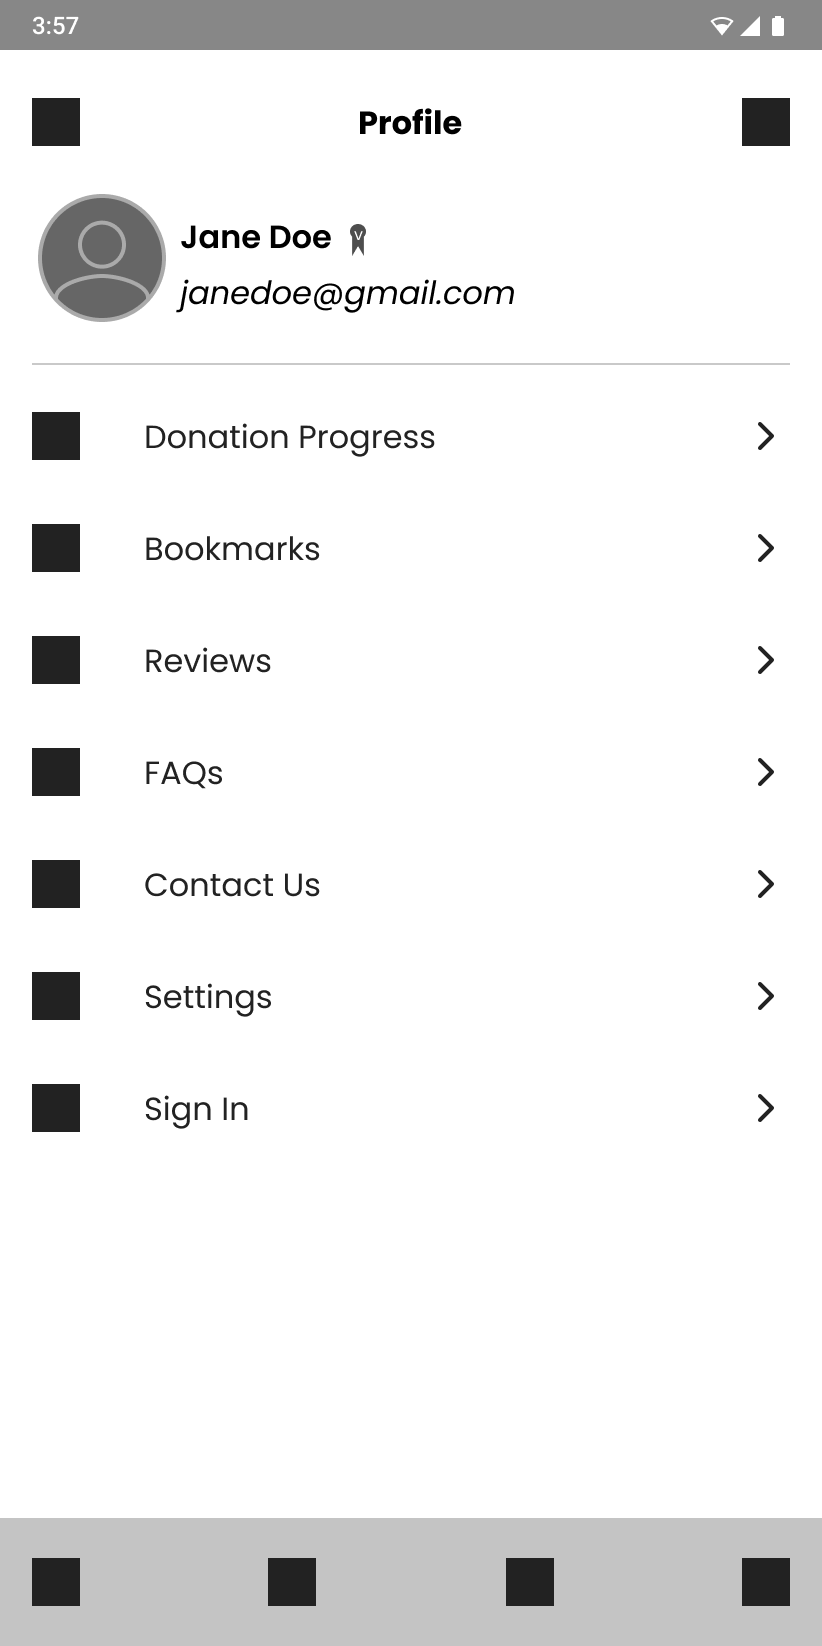 3:57
Profile
Jane Doe V
janedoe@gmail.com
Donation Progress
Bookmarks
Reviews
FAQs
Contact Us
Settings
Sign In